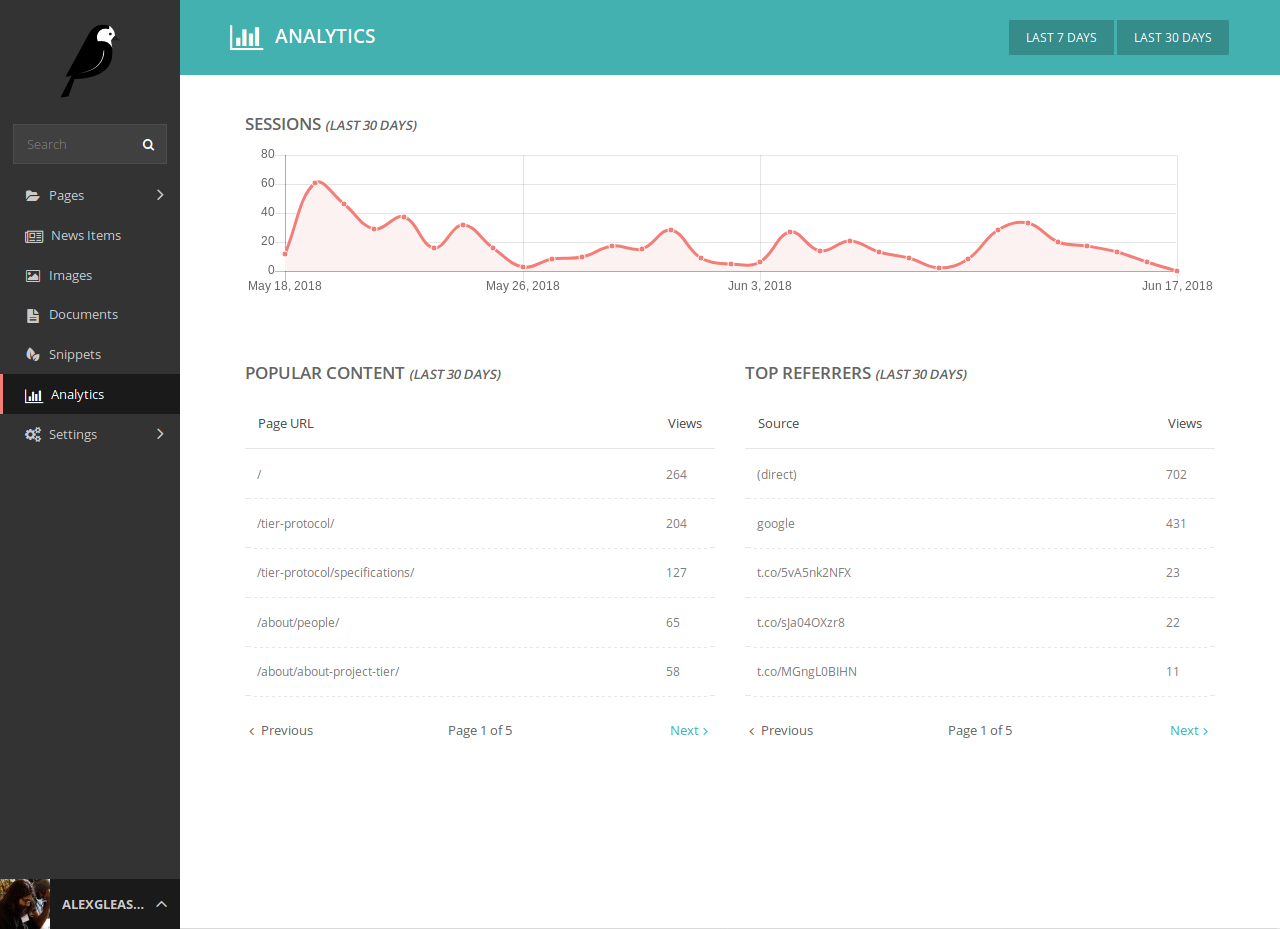 ANALYTICS
LAST 7 DAYS
LAST 30 DAYS
Search
Pages
News Items
Images
Documents
Snippets
Analytics
Settings
ALEXGLEAS...
SESSIONS (LAST 30 DAYS)
80
60
40
20
0
May 18, 2018
May 26, 2018
Jun 3, 2018
Jun 17, 2018
POPULAR CONTENT (LAST 30 DAYS)
Page URL Views
/ 264
/tier-protocol/ 204
/tier-protocol/specifications/ 127
/about/people/ 65
/about/about-project-tier/ 58
Previous Page 1 of 5 Next
TOP REFERRERS (LAST 30 DAYS)
Source Views
(direct) 702
google 431
t.co/5vA5nk2NFX 23
t.co/sJa04OXzr8 22
t.co/MGngL0BIHN 11
Previous Page 1 of 5 Next